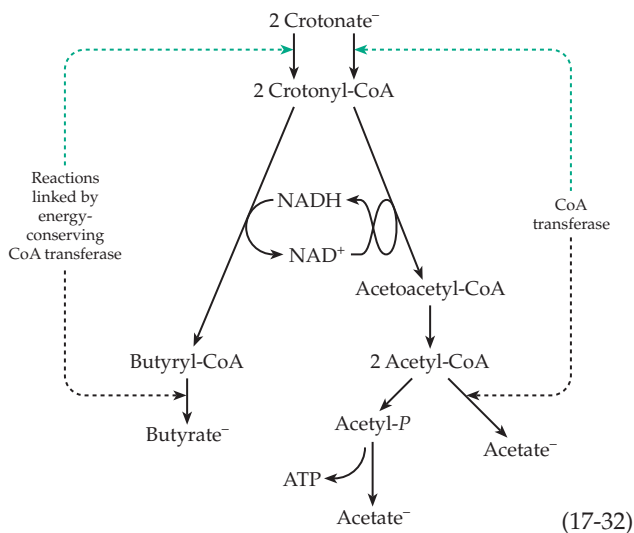 2 Crotonate⁻
2 Crotonyl-CoA
Reactions
linked by
energy-
conserving
CoA transferase
NADH
NAD⁺
CoA
transferase
Acetoacetyl-CoA
Butyryl-CoA
2 Acetyl-CoA
Butyrate⁻
Acetyl-P
Acetate⁻
ATP
Acetate⁻
(17-32)